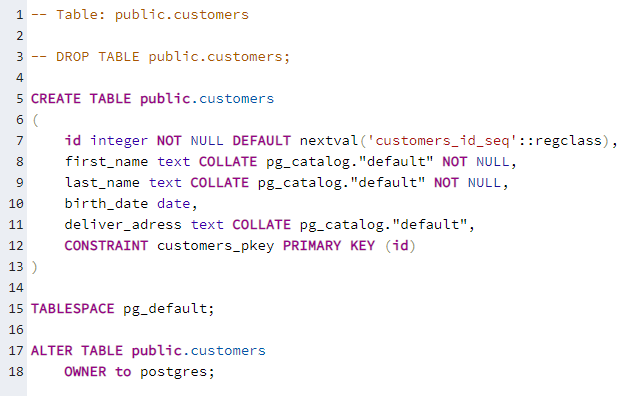 1 -- Table: public.customers
2
3 -- DROP TABLE public.customers;
4
5 CREATE TABLE public.customers
6 (
7     id integer NOT NULL DEFAULT nextval('customers_id_seq'::regclass),
8     first_name text COLLATE pg_catalog."default" NOT NULL,
9     last_name text COLLATE pg_catalog."default" NOT NULL,
10     birth_date date,
11     deliver_adress text COLLATE pg_catalog."default",
12     CONSTRAINT customers_pkey PRIMARY KEY (id)
13 )
14
15 TABLESPACE pg_default;
16
17 ALTER TABLE public.customers
18     OWNER to postgres;